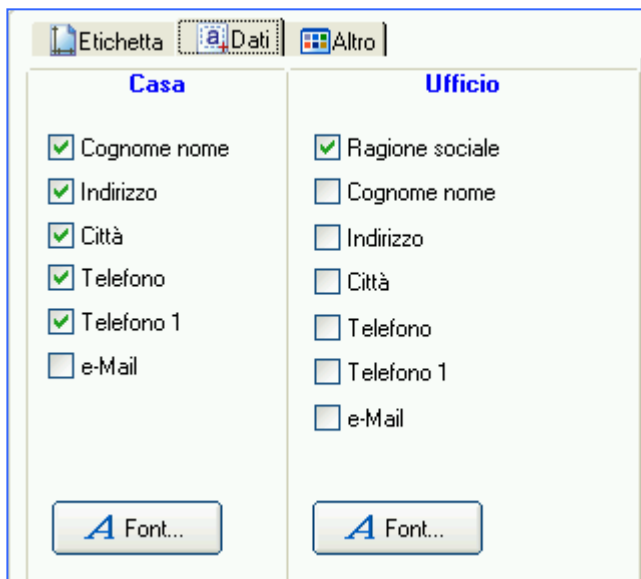 Etichetta Dati Altro
Casa
Cognome nome
Indirizzo
Città
Telefono
Telefono 1
e-Mail
A Font...
Ufficio
Ragione sociale
Cognome nome
Indirizzo
Città
Telefono
Telefono 1
e-Mail
A Font...